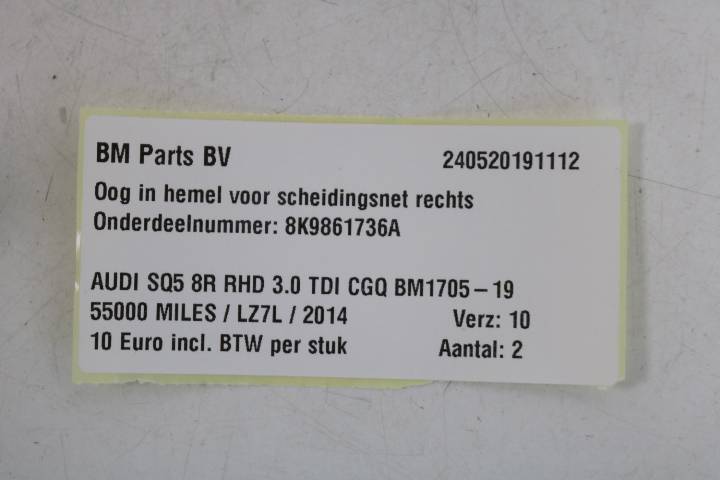 BM Parts BV 240520191112
Oog in hemel voor scheidingsnet rechts
Onderdeelnummer: 8K9861736A
AUDI SQ5 8R RHD 3.0 TDI CGQ BM1705-19
55000 MILES / LZ7L / 2014 Verz: 10
10 Euro incl. BTW per stuk Aantal: 2